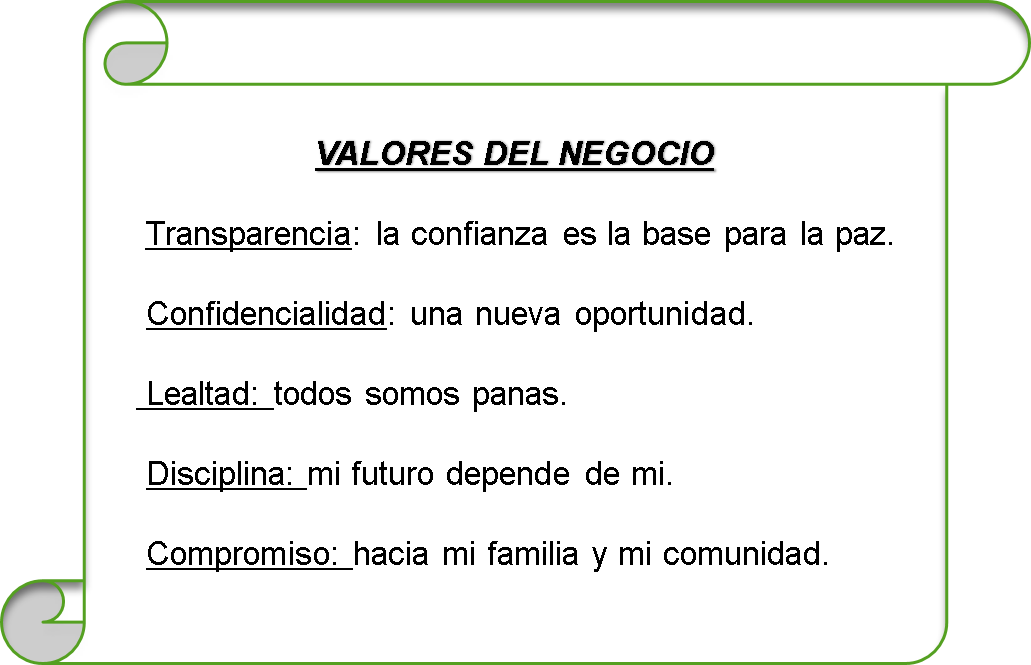 VALORES DEL NEGOCIO
Transparencia: la confianza es la base para la paz.
Confidencialidad: una nueva oportunidad.
Lealtad: todos somos panas.
Disciplina: mi futuro depende de mi.
Compromiso: hacia mi familia y mi comunidad.